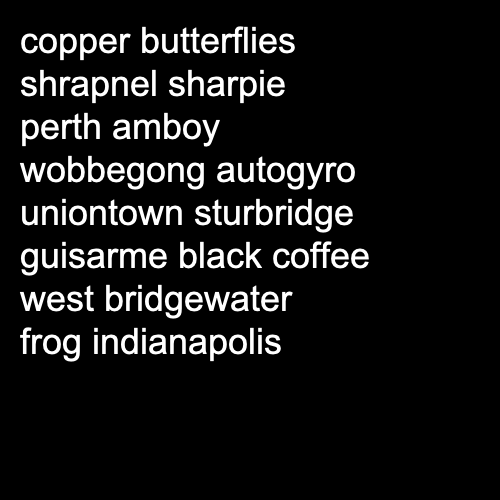 copper butterflies
shrapnel sharpie
perth amboy
wobbegong autogyro
uniontown sturbridge
guisarme black coffee
west bridgewater
frog indianapolis